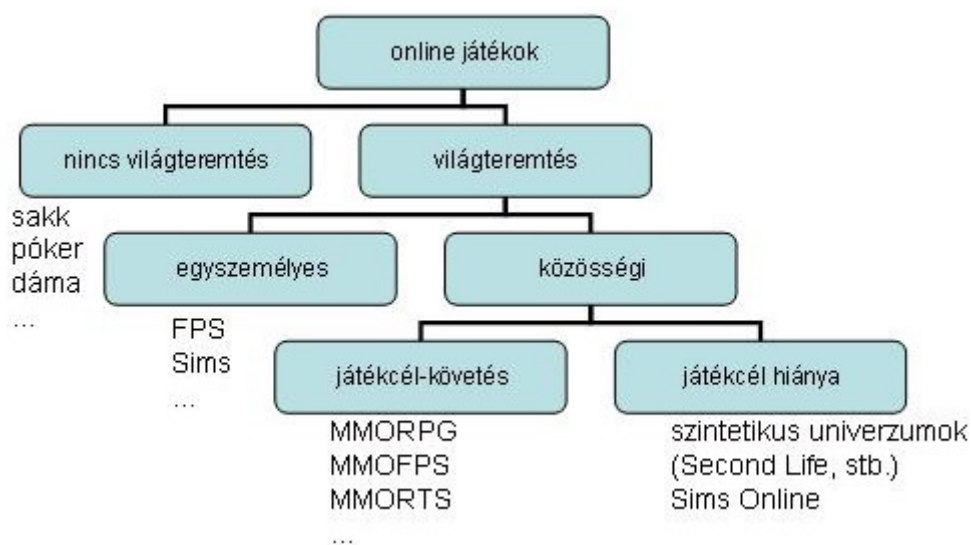 online játékok
nincs világteremtés
világteremtés
sakk
póker
dáma
...
egyszemélyes
közösségi
FPS
Sims
...
játékcél-követés
játékcél hiánya
MMORPG
MMOFPS
MMORTS
...
szintetikus univerzumok
(Second Life, stb.)
Sims Online